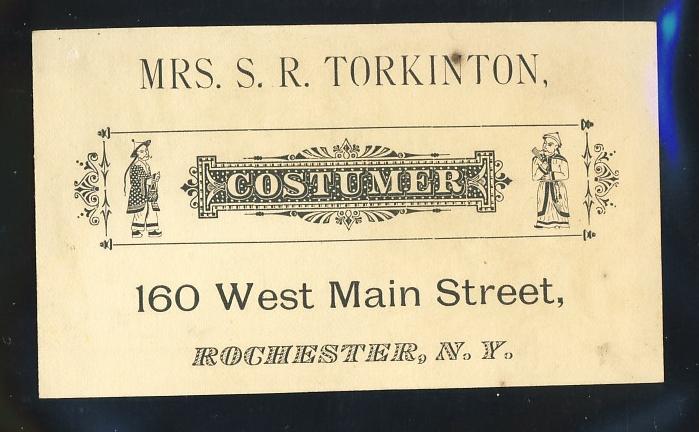 MRS. S. R. TORKINTON,
COSTUMER
160 West Main Street,
ROCHESTER, N. Y.